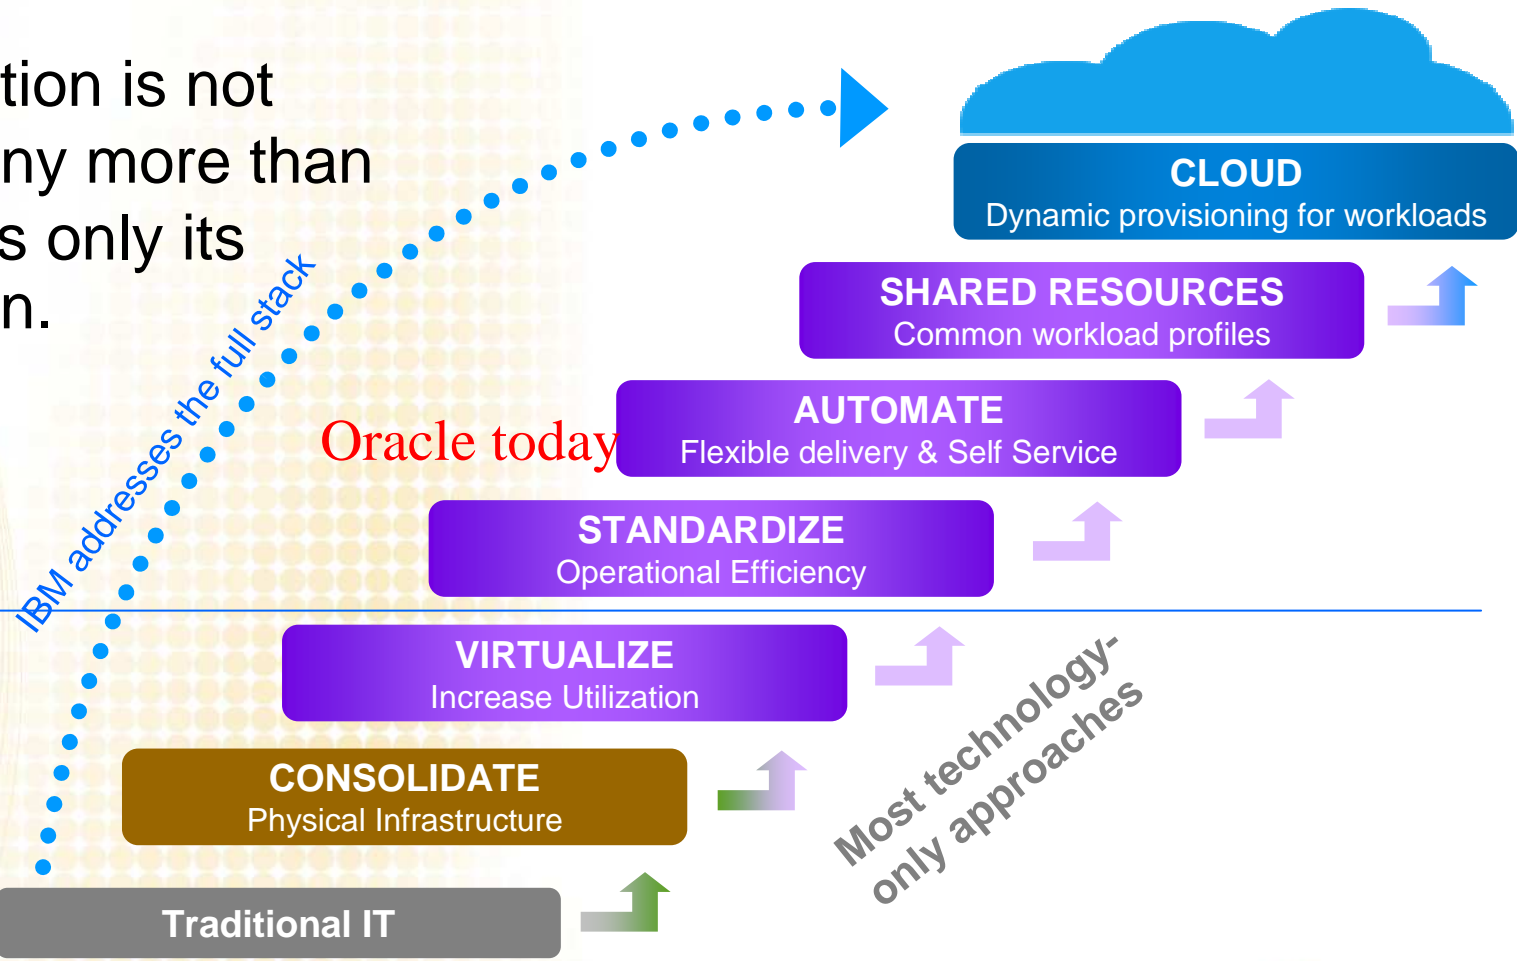 tion is not
ny more than
s only its
n.
IBM addresses the full stack
CLOUD
Dynamic provisioning for workloads
SHARED RESOURCES
Common workload profiles
AUTOMATE
Flexible delivery & Self Service
Oracle today
STANDARDIZE
Operational Efficiency
VIRTUALIZE
Increase Utilization
Most technology-
only approaches
CONSOLIDATE
Physical Infrastructure
Traditional IT